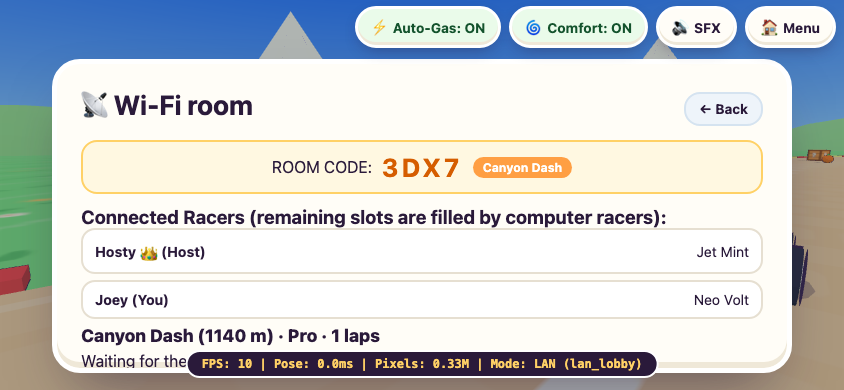 ⚡ Auto-Gas: ON
🌀 Comfort: ON
🔈 SFX
🏠 Menu
📡 Wi-Fi room
← Back
ROOM CODE: 3DX7 Canyon Dash
Connected Racers (remaining slots are filled by computer racers):
Hosty 👑 (Host) Jet Mint
Joey (You) Neo Volt
Canyon Dash (1140 m) · Pro · 1 laps
Waiting for the
FPS: 10 | Pose: 0.0ms | Pixels: 0.33M | Mode: LAN (lan_lobby)